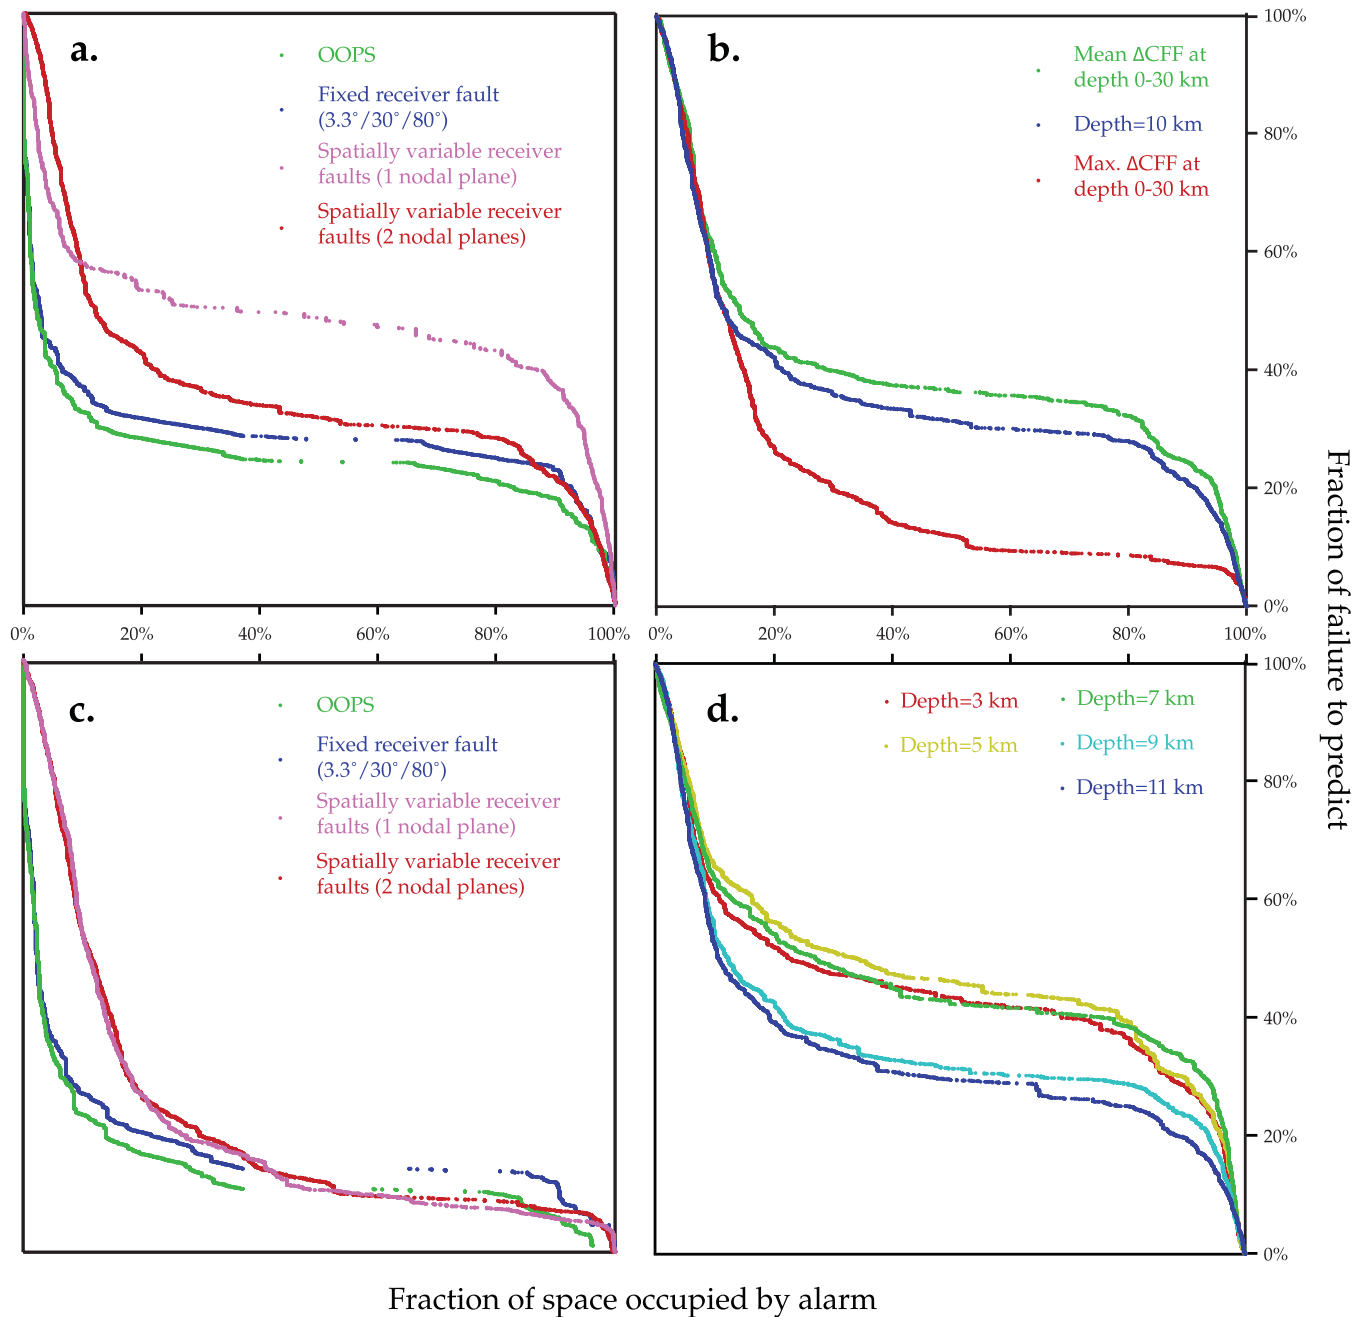 a.
OOPS
Fixed receiver fault
(3.3°/30°/80°)
Spatially variable receiver
faults (1 nodal plane)
Spatially variable receiver
faults (2 nodal planes)
b.
Mean ΔCFF at
depth 0-30 km
Depth=10 km
Max. ΔCFF at
depth 0-30 km
100%
80%
60%
40%
20%
0%
0% 20% 40% 60% 80% 100%
0% 20% 40% 60% 80% 100%
c.
OOPS
Fixed receiver fault
(3.3°/30°/80°)
Spatially variable receiver
faults (1 nodal plane)
Spatially variable receiver
faults (2 nodal planes)
d.
Depth=3 km
Depth=5 km
Depth=7 km
Depth=9 km
Depth=11 km
100%
80%
60%
40%
20%
0%
Fraction of failure to predict
Fraction of space occupied by alarm